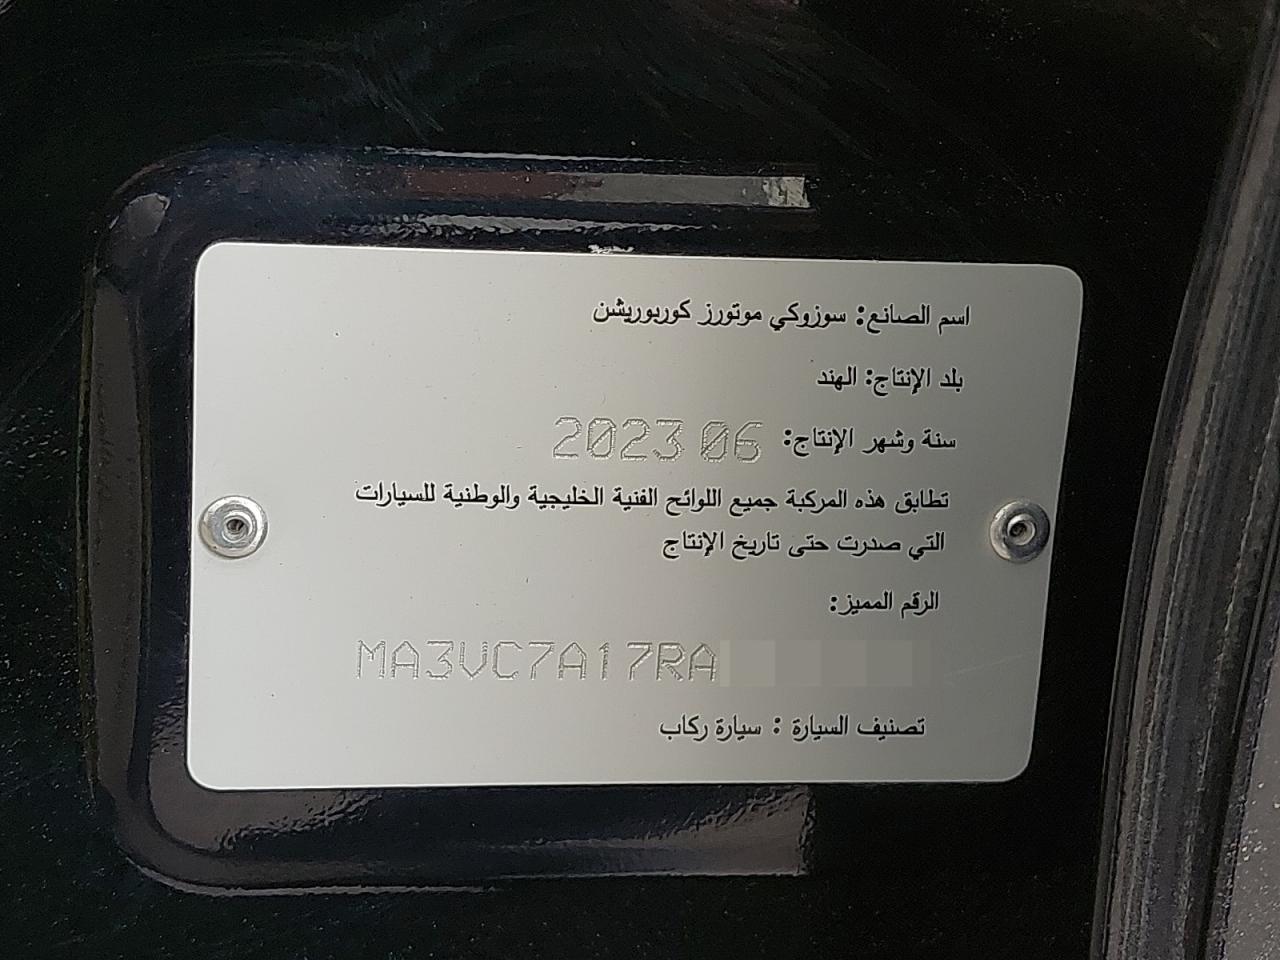 اسم الصانع: سوزوكي موتورز كوربوريشن
بلد الإنتاج: الهند
سنة وشهر الإنتاج: 2023 06
تطابق هذه المركبة جميع اللوائح الفنية الخليجية والوطنية للسيارات
التي صدرت حتى تاريخ الإنتاج
الرقم المميز:
MA3VC7A17RA
تصنيف السيارة : سيارة ركاب